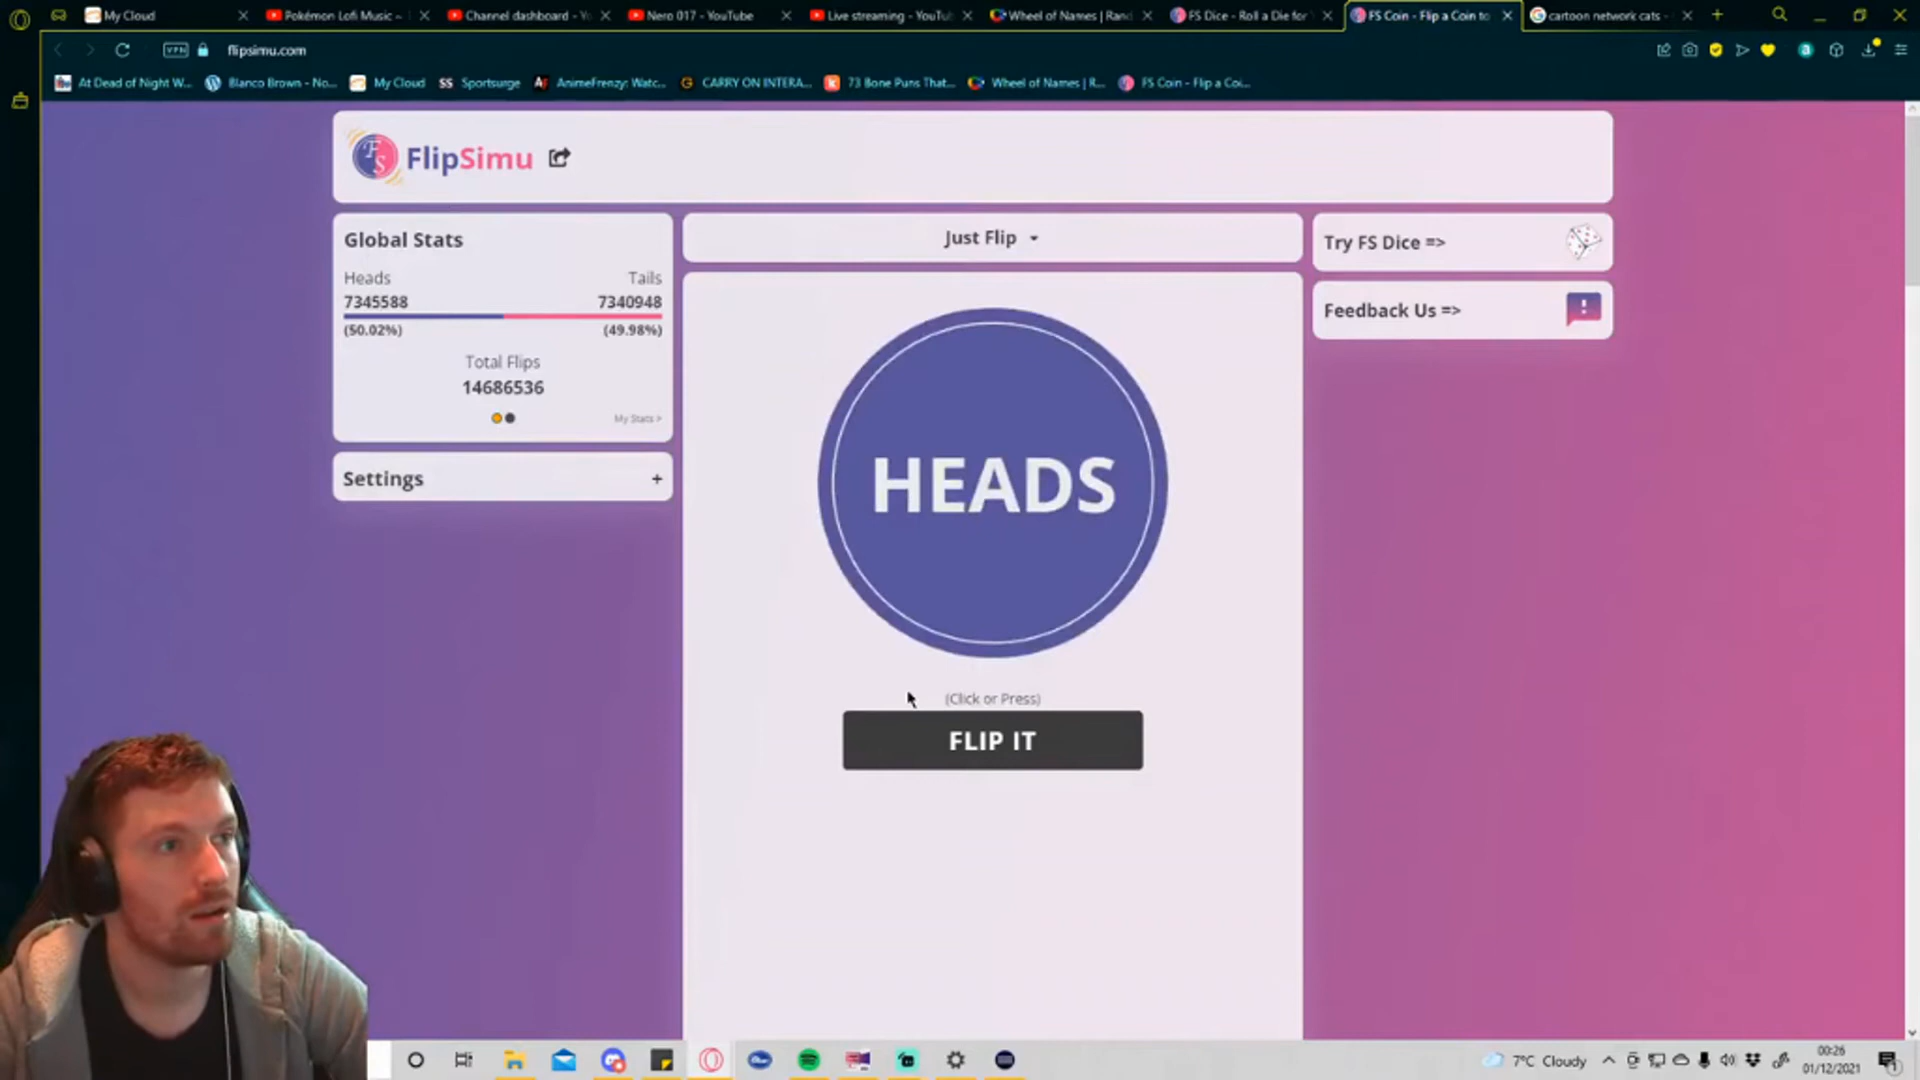 My Cloud
Pokémon Lofi Music ~
Channel dashboard - Yo
Nero 017 - YouTube
Live streaming - YouTub
Wheel of Names | Rand
FS Dice - Roll a Die for
FS Coin - Flip a Coin to
cartoon network cats -
VPN
flipsimu.com
At Dead of Night W...
Blanco Brown - No...
My Cloud
SS Sportsurge
AnimeFrenzy: Watc...
CARRY ON INTERA...
73 Bone Puns That...
Wheel of Names | R...
FS Coin - Flip a Coi...
FS FlipSimu
Global Stats
Heads
Tails
7345588
7340948
(50.02%)
(49.98%)
Total Flips
14686536
My Stats >
Settings
+
Just Flip
HEADS
(Click or Press)
FLIP IT
Try FS Dice =>
Feedback Us =>
7°C Cloudy
00:26
01/12/2021